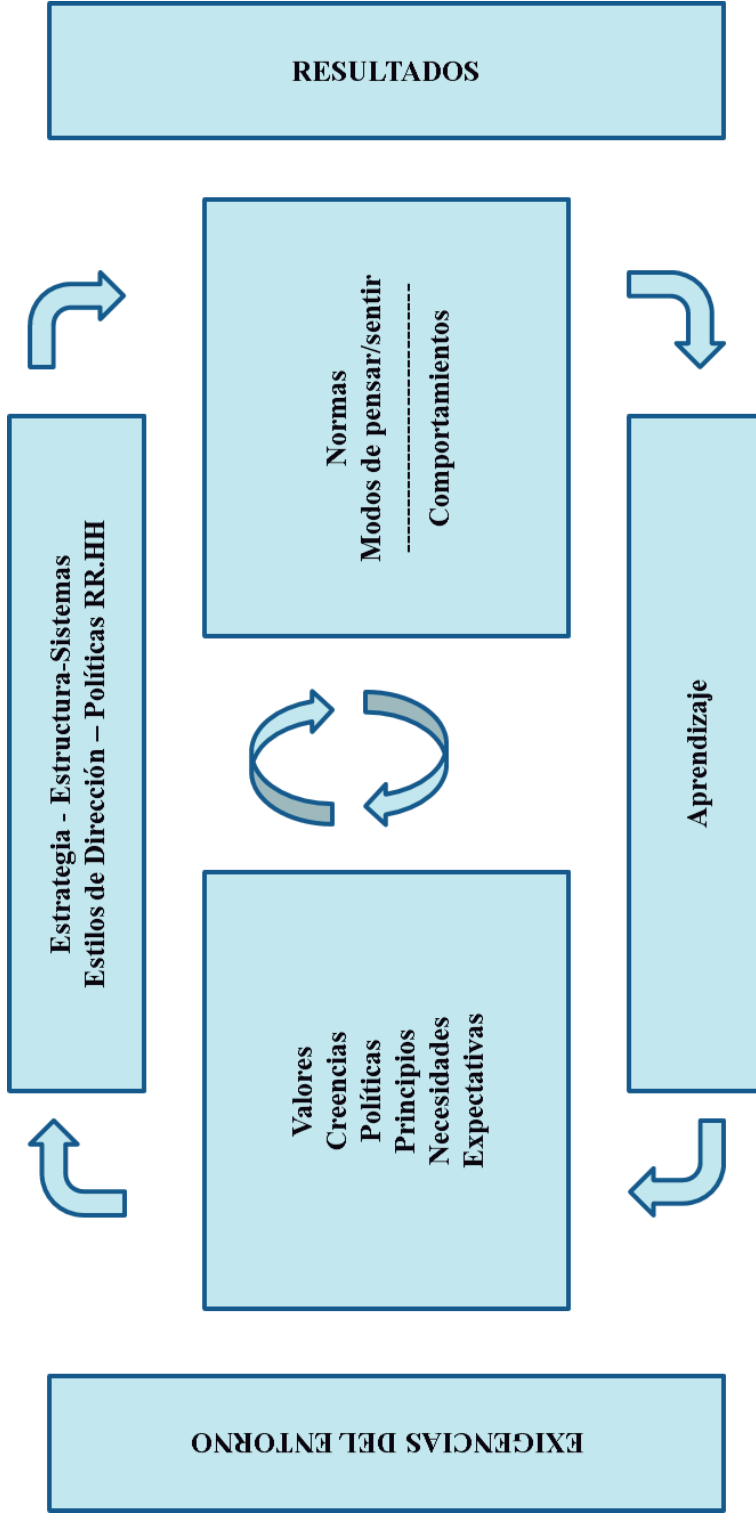 EXIGENCIAS DEL ENTORNO
Estrategia - Estructura-Sistemas
Estilos de Dirección – Políticas RR.HH
Valores
Creencias
Políticas
Principios
Necesidades
Expectativas
Normas
Modos de pensar/sentir
------------------------------
Comportamientos
Aprendizaje
RESULTADOS